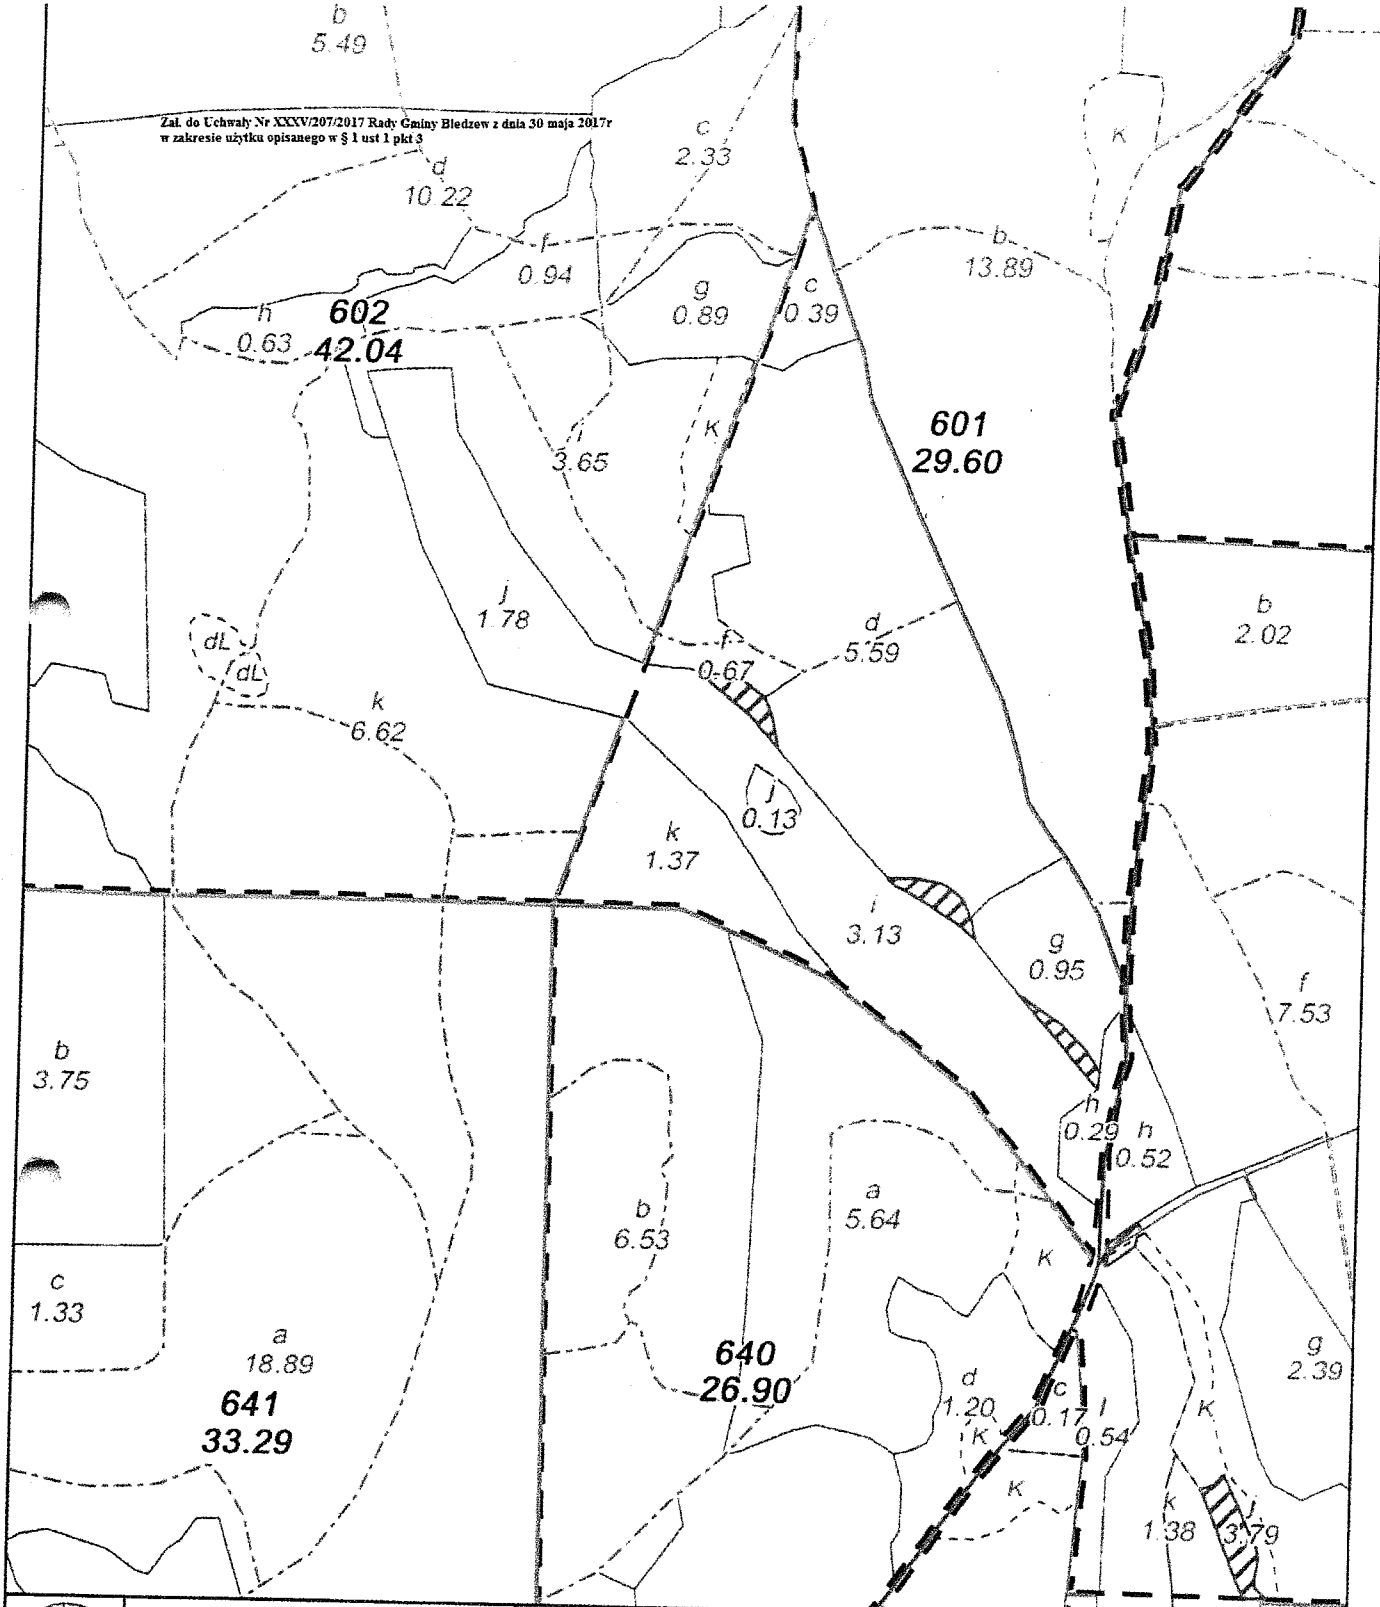 b
5.49
Zał. do Uchwały Nr XXXV/207/2017 Rady Gminy Bledzew z dnia 30 maja 2017r
w zakresie użytku opisanego w § 1 ust 1 pkt 3
c
2.33
K
d
10.22
f
0.94
b
13.89
g
0.89
c
0.39
h
0.63
602
42.04
K
601
29.60
i
3.65
j
1.78
b
2.02
d
5.59
f
0.67
dL
dL
k
6.62
j
0.13
k
1.37
i
3.13
g
0.95
f
7.53
b
3.75
h
0.29
h
0.52
a
5.64
b
6.53
K
c
1.33
a
18.89
641
33.29
640
26.90
g
2.39
d
1.20
c
0.17
l
0.54
K
K
K
k
1.38
j
3.79